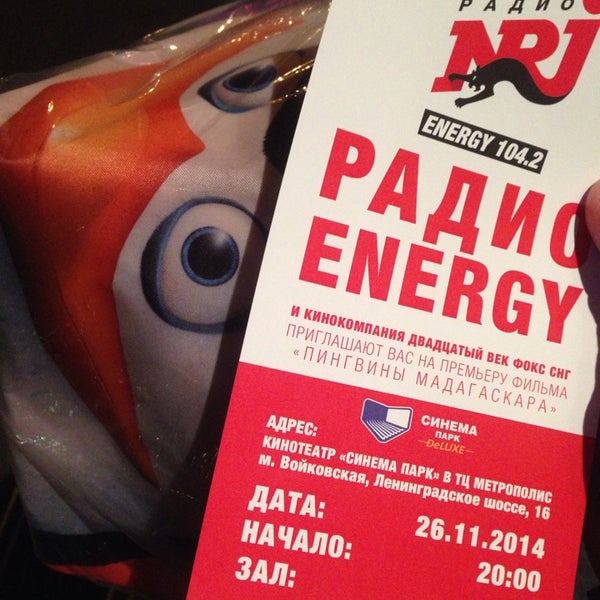 РАДИО
NRJ
ENERGY 104.2
РАДИО
ENERGY
И КИНОКОМПАНИЯ ДВАДЦАТЫЙ ВЕК ФОКС СНГ
ПРИГЛАШАЮТ ВАС НА ПРЕМЬЕРУ ФИЛЬМА
«ПИНГВИНЫ МАДАГАСКАРА»
СИНЕМА
ПАРК
DeLUXE
АДРЕС:
КИНОТЕАТР «СИНЕМА ПАРК» В ТЦ МЕТРОПОЛИС
м. Войковская, Ленинградское шоссе, 16
ДАТА: 26.11.2014
НАЧАЛО: 20:00
ЗАЛ: